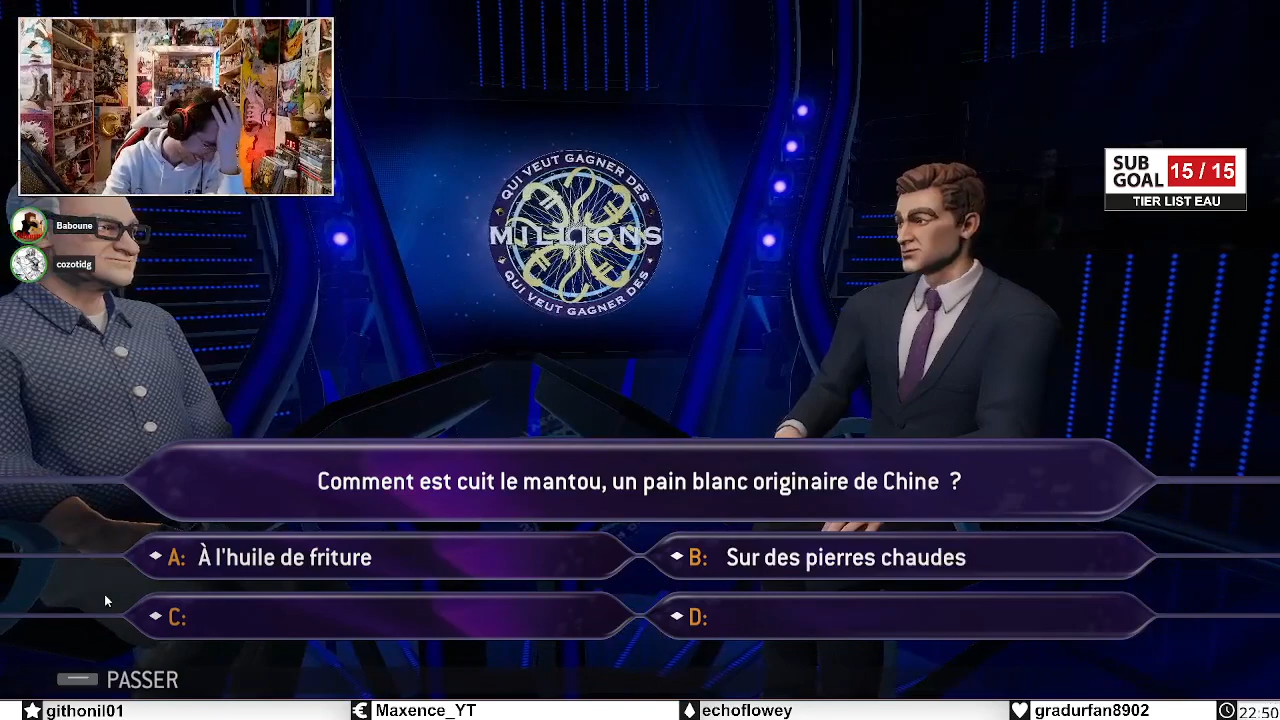 SUB
GOAL
15 / 15
TIER LIST EAU
Baboune
cozotidg
QUI VEUT GAGNER DES
MILLIONS
QUI VEUT GAGNER DES
Comment est cuit le mantou, un pain blanc originaire de Chine ?
A: À l'huile de friture
B: Sur des pierres chaudes
C:
D:
PASSER
githonil01
Maxence_YT
echoflowey
gradurfan8902
22:50